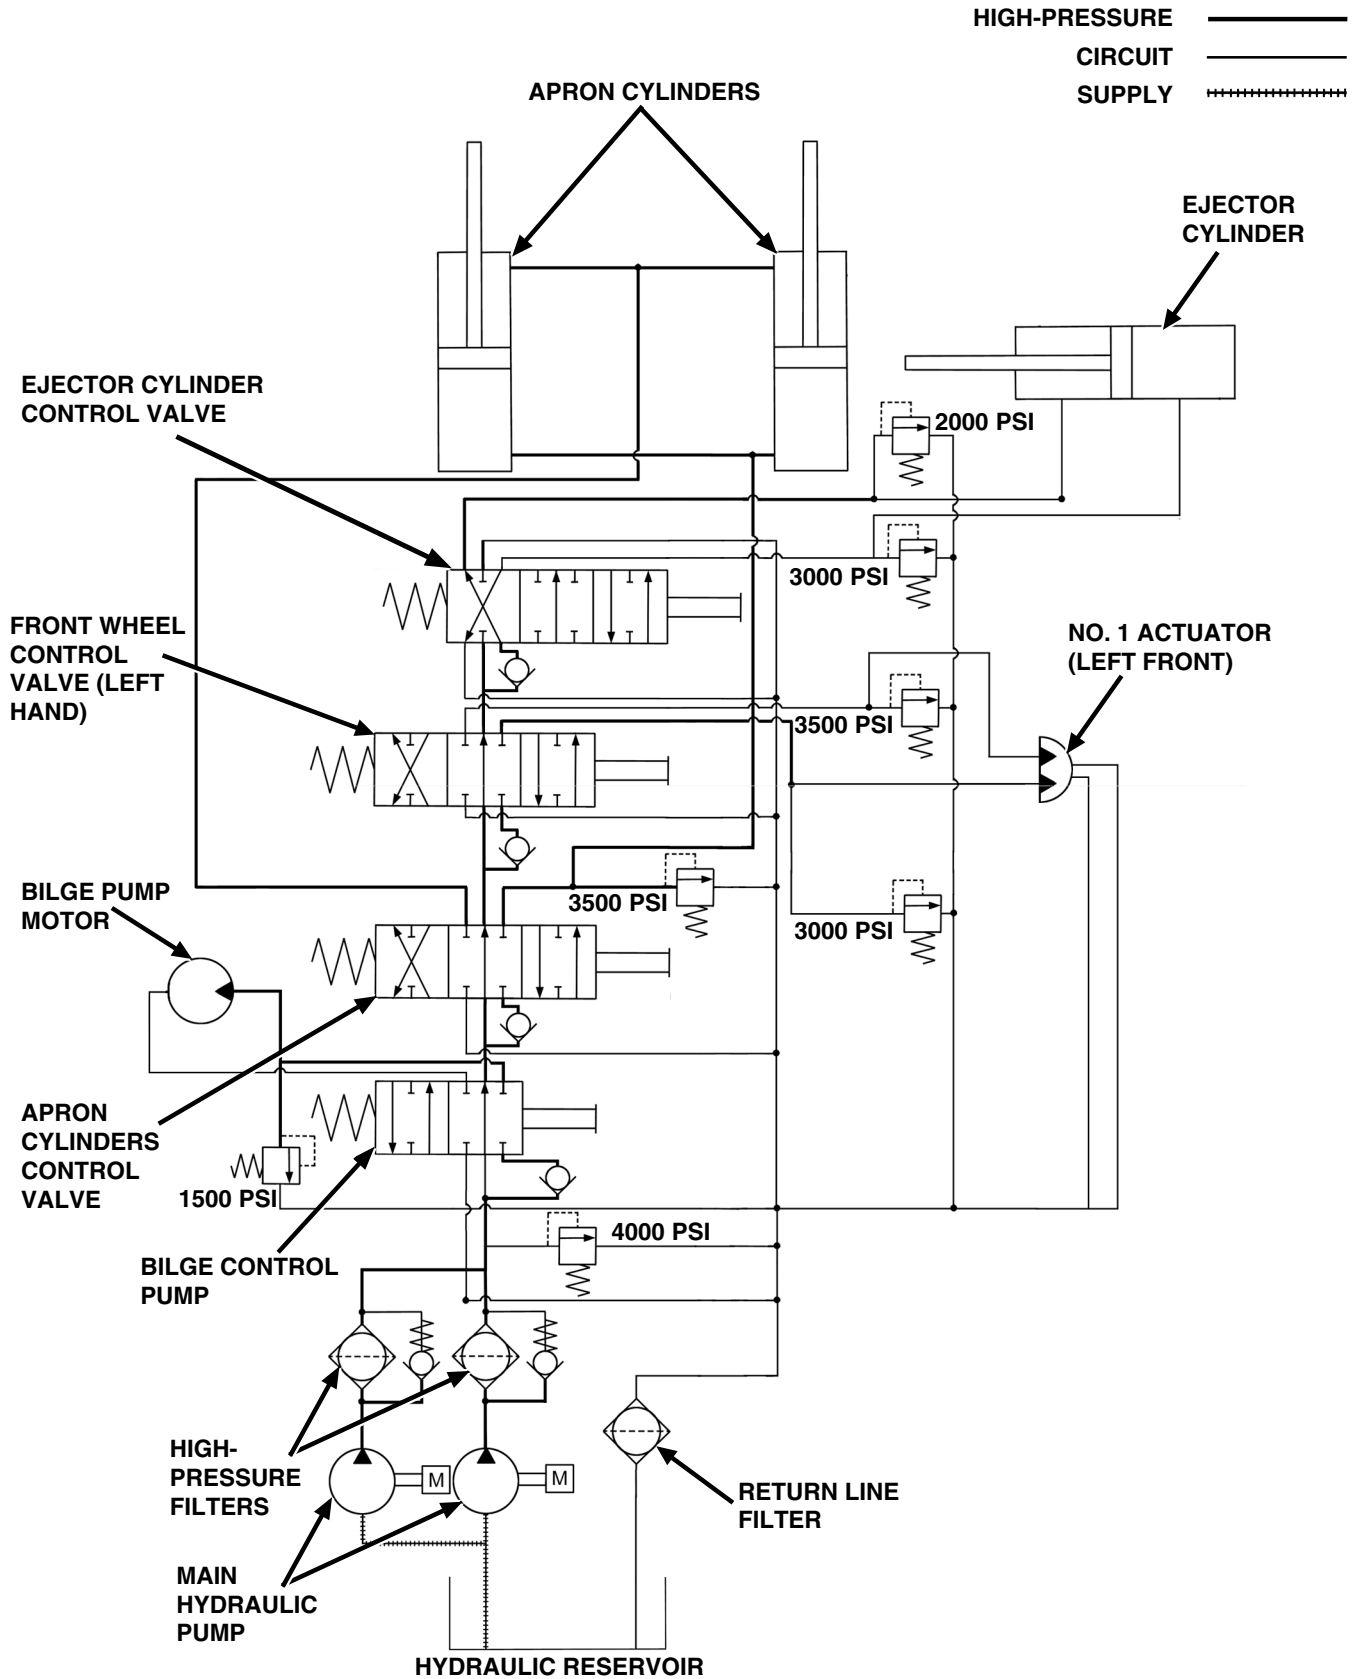 HIGH-PRESSURE
CIRCUIT
SUPPLY
APRON CYLINDERS
EJECTOR
CYLINDER
EJECTOR CYLINDER
CONTROL VALVE
2000 PSI
3000 PSI
FRONT WHEEL
CONTROL
VALVE (LEFT
HAND)
NO. 1 ACTUATOR
(LEFT FRONT)
3500 PSI
BILGE PUMP
MOTOR
3500 PSI
3000 PSI
APRON
CYLINDERS
CONTROL
VALVE
1500 PSI
4000 PSI
BILGE CONTROL
PUMP
HIGH-
PRESSURE
FILTERS
M
M
RETURN LINE
FILTER
MAIN
HYDRAULIC
PUMP
HYDRAULIC RESERVOIR